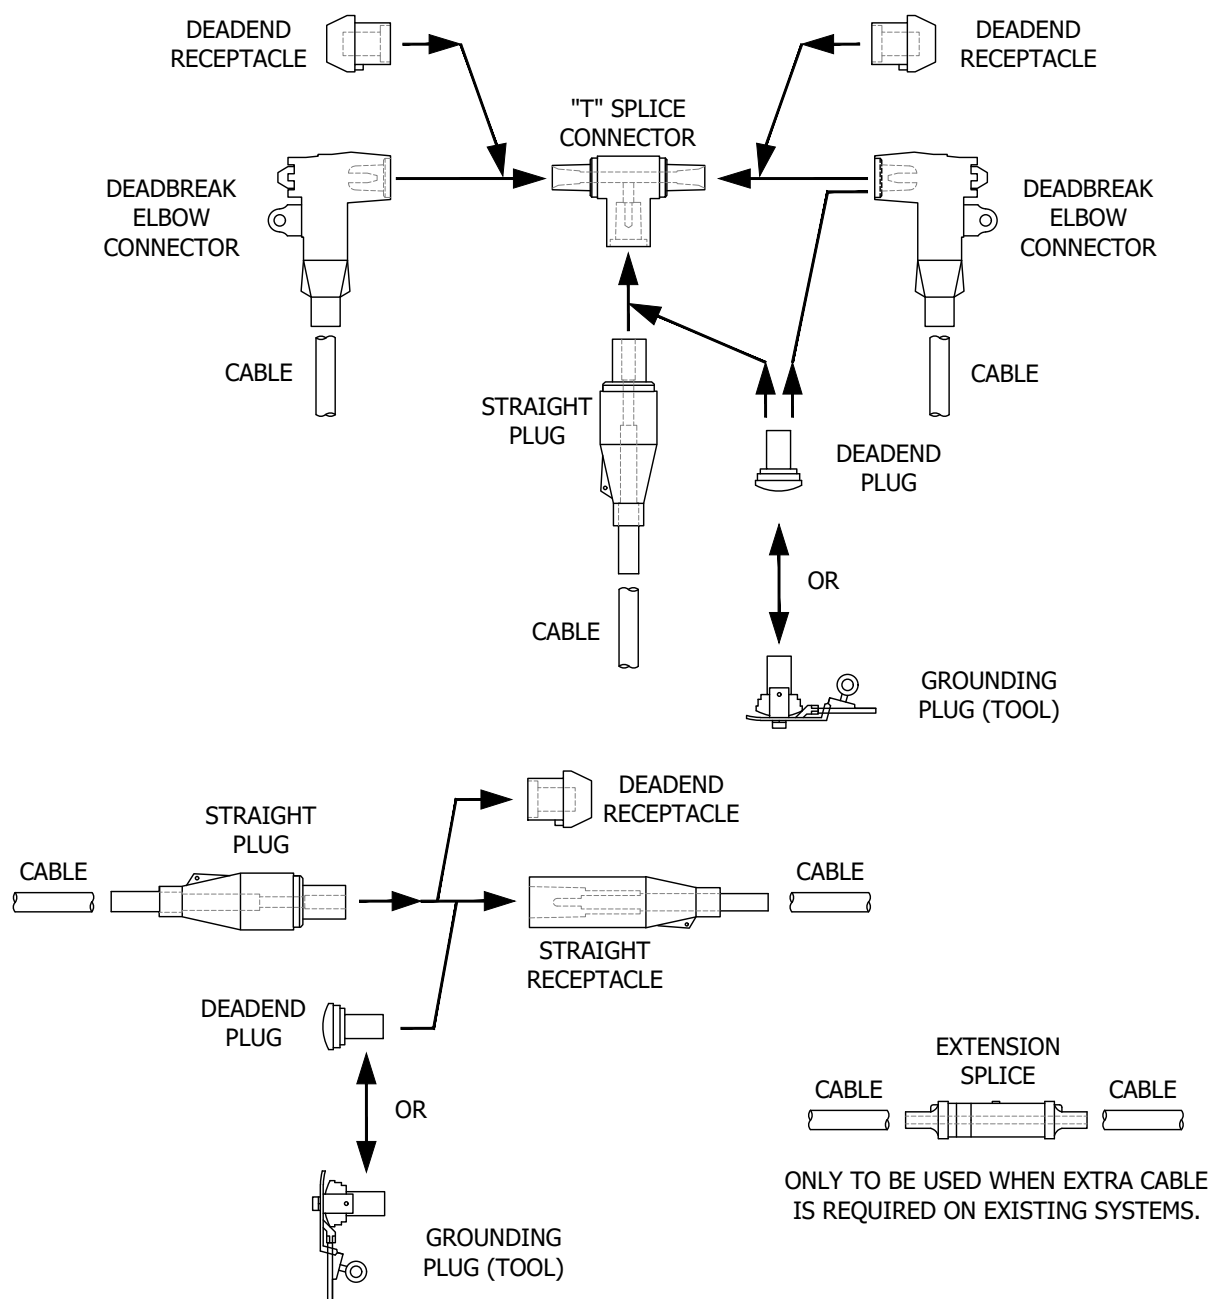 DEADEND
RECEPTACLE
DEADEND
RECEPTACLE
"T" SPLICE
CONNECTOR
DEADBREAK
ELBOW
CONNECTOR
DEADBREAK
ELBOW
CONNECTOR
CABLE
CABLE
STRAIGHT
PLUG
DEADEND
PLUG
OR
CABLE
GROUNDING
PLUG (TOOL)
DEADEND
RECEPTACLE
STRAIGHT
PLUG
CABLE
CABLE
STRAIGHT
RECEPTACLE
DEADEND
PLUG
OR
GROUNDING
PLUG (TOOL)
EXTENSION
SPLICE
CABLE
CABLE
ONLY TO BE USED WHEN EXTRA CABLE
IS REQUIRED ON EXISTING SYSTEMS.